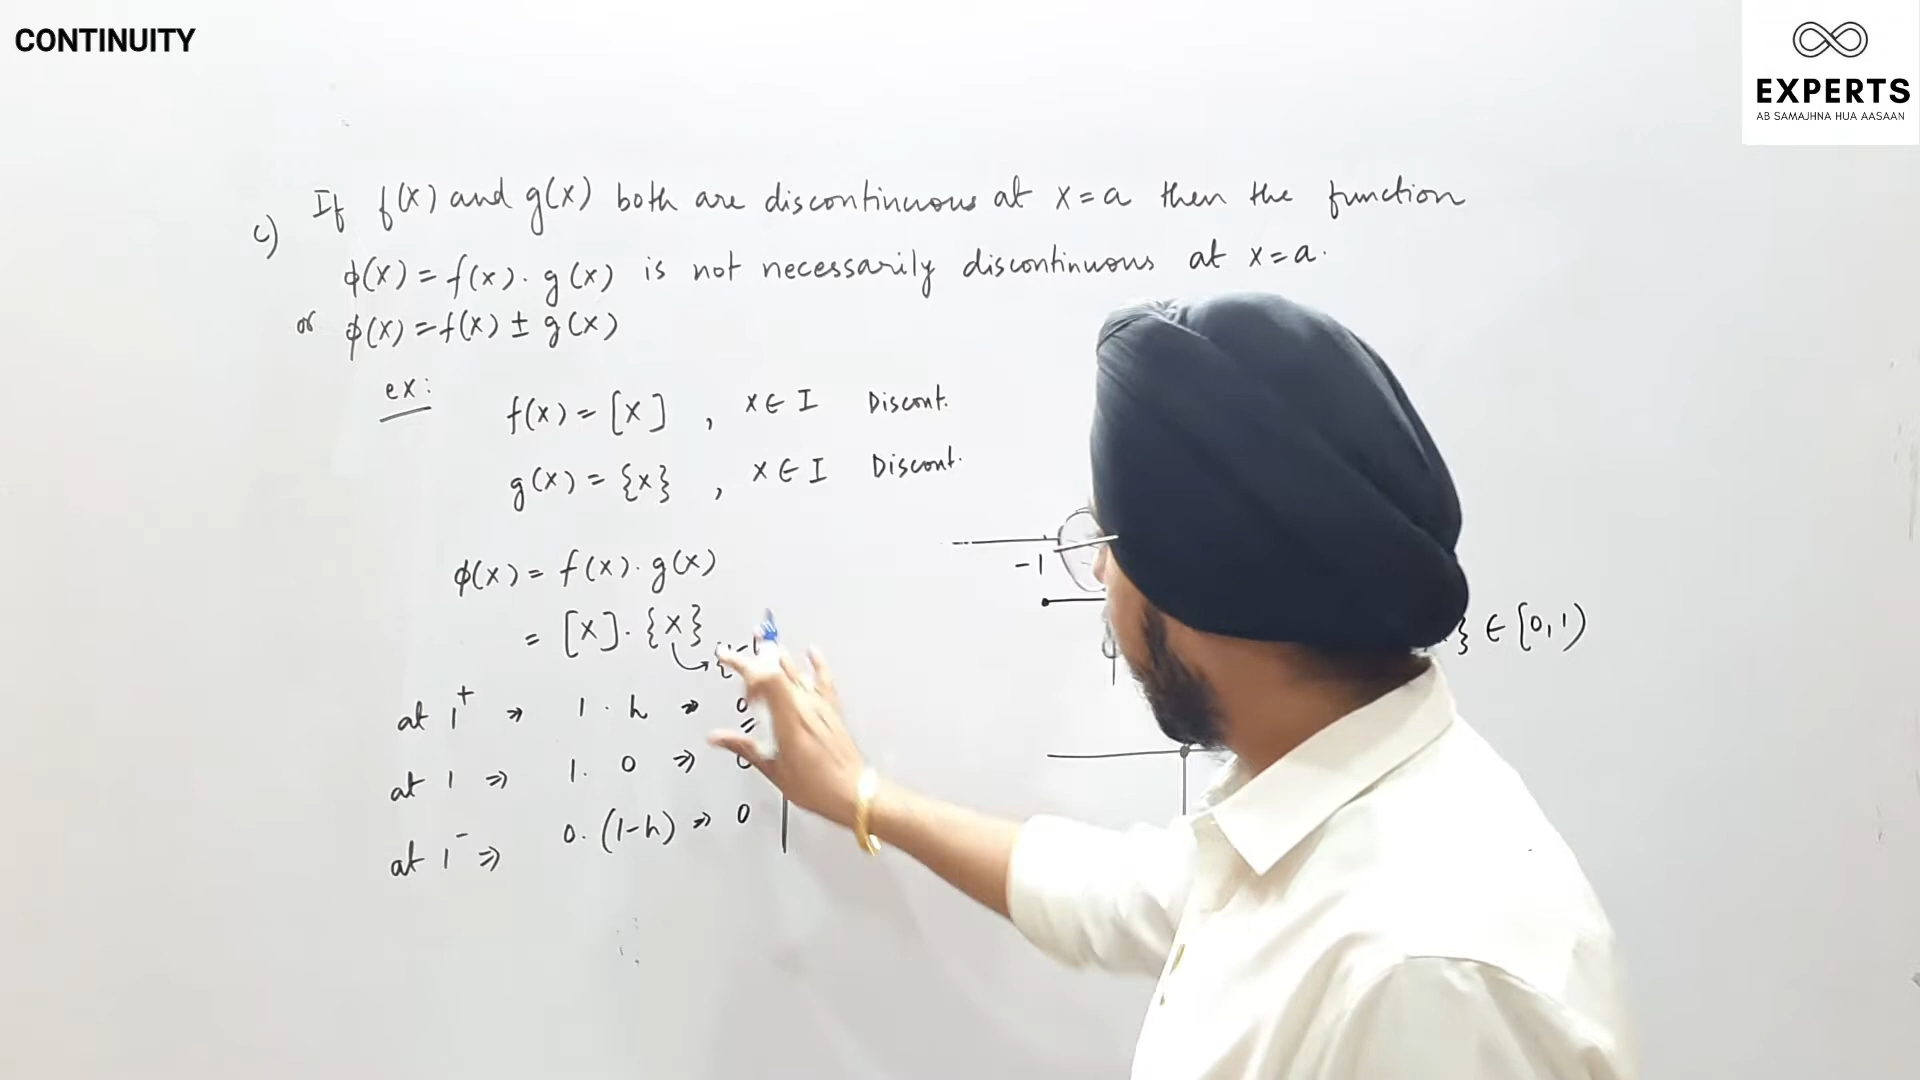 CONTINUITY
EXPERTS
AB SAMAJHNA HUA AASAAN
c) If f(x) and g(x) both are discontinuous at x=a then the function
ϕ(x) = f(x). g(x) is not necessarily discontinuous at x=a.
or ϕ(x) = f(x) ± g(x)
ex:
f(x) = [x] , x∈I Discont.
g(x) = {x} , x∈I Discont.
ϕ(x) = f(x). g(x)
-1
= [x]. {x}
} ∈ [0,1)
at 1⁺ ⇒ 1 . h ⇒ 0
at 1 ⇒ 1. 0 ⇒ 0
at 1⁻ ⇒ 0. (1-h) ⇒ 0